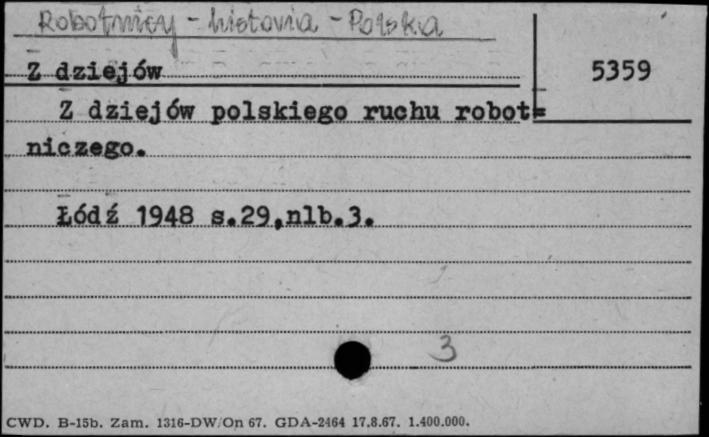 Robotnicy - historia - Polska
Z dziejów
5359
Z dziejów polskiego ruchu robot=
niczego.
Łódź 1948 s.29,nlb.3.
3
CWD. B-15b. Zam. 1316-DW/On 67. GDA-2464 17.8.67. 1.400.000.